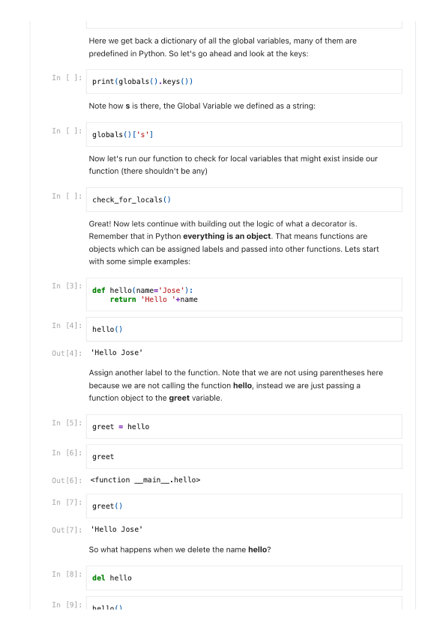 Here we get back a dictionary of all the global variables, many of them are
predefined in Python. So let's go ahead and look at the keys:
In [ ]: print(globals().keys())
Note how s is there, the Global Variable we defined as a string:
In [ ]: globals()['s']
Now let's run our function to check for local variables that might exist inside our
function (there shouldn't be any)
In [ ]: check_for_locals()
Great! Now lets continue with building out the logic of what a decorator is.
Remember that in Python everything is an object. That means functions are
objects which can be assigned labels and passed into other functions. Lets start
with some simple examples:
In [3]: def hello(name='Jose'):
return 'Hello '+name
In [4]: hello()
Out[4]: 'Hello Jose'
Assign another label to the function. Note that we are not using parentheses here
because we are not calling the function hello, instead we are just passing a
function object to the greet variable.
In [5]: greet = hello
In [6]: greet
Out[6]: <function __main__.hello>
In [7]: greet()
Out[7]: 'Hello Jose'
So what happens when we delete the name hello?
In [8]: del hello
In [9]: hello()